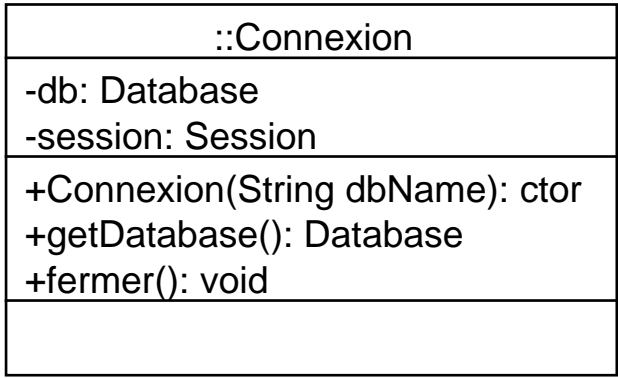 ::Connexion
-db: Database
-session: Session
+Connexion(String dbName): ctor
+getDatabase(): Database
+fermer(): void